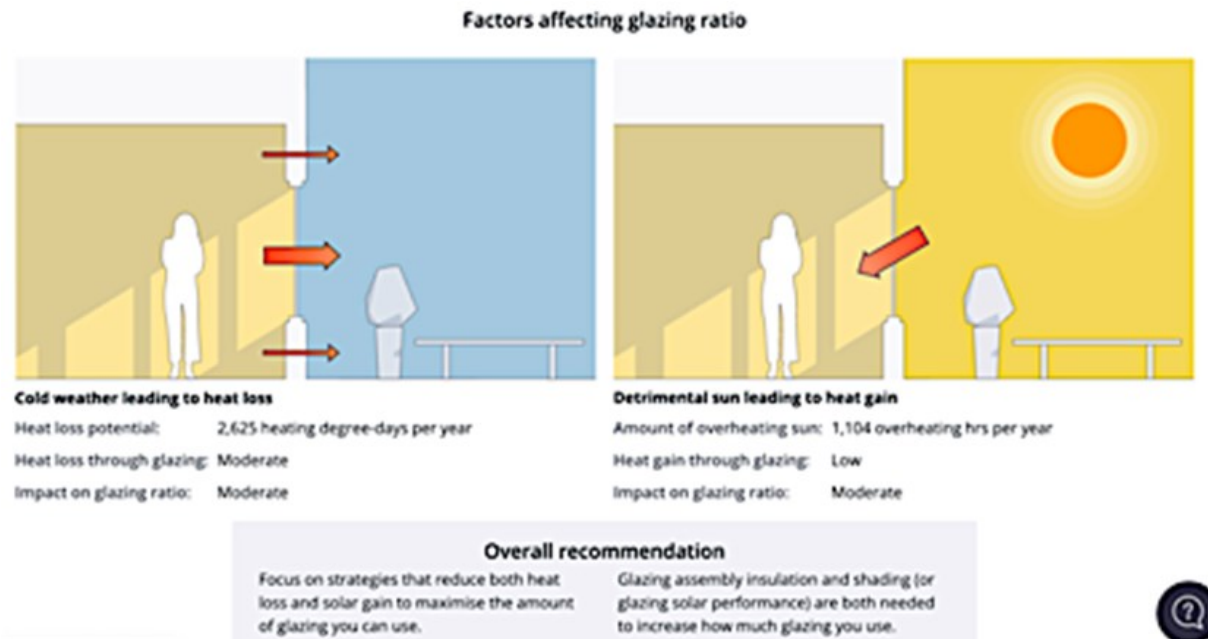 Factors affecting glazing ratio
Cold weather leading to heat loss
Heat loss potential: 2,625 heating degree-days per year
Heat loss through glazing: Moderate
Impact on glazing ratio: Moderate
Detrimental sun leading to heat gain
Amount of overheating sun: 1,104 overheating hrs per year
Heat gain through glazing: Low
Impact on glazing ratio: Moderate
Overall recommendation
Focus on strategies that reduce both heat
loss and solar gain to maximise the amount
of glazing you can use.
Glazing assembly insulation and shading (or
glazing solar performance) are both needed
to increase how much glazing you use.
?